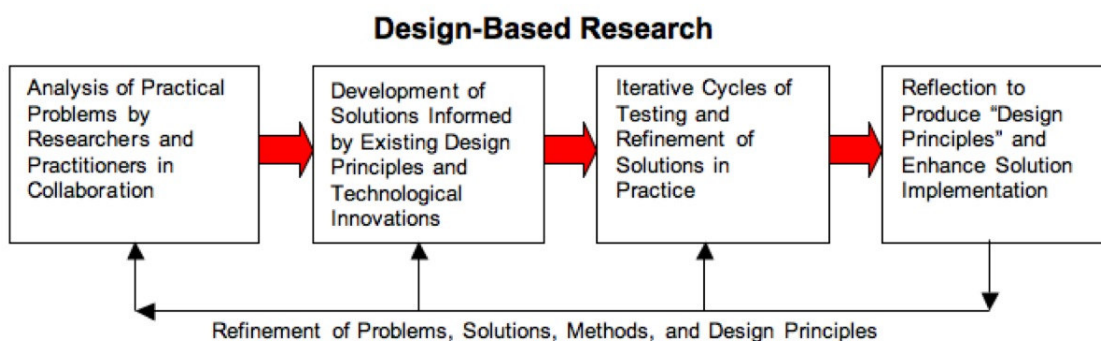 Design-Based Research
Analysis of Practical
Problems by
Researchers and
Practitioners in
Collaboration
Development of
Solutions Informed
by Existing Design
Principles and
Technological
Innovations
Iterative Cycles of
Testing and
Refinement of
Solutions in
Practice
Reflection to
Produce “Design
Principles” and
Enhance Solution
Implementation
Refinement of Problems, Solutions, Methods, and Design Principles